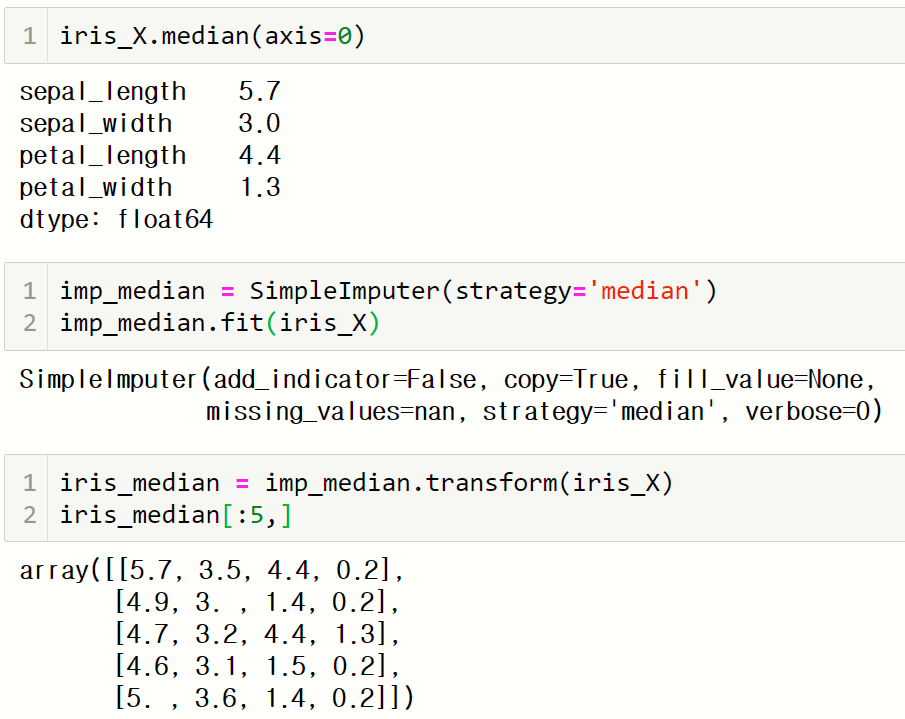 1 iris_X.median(axis=0)
sepal_length 5.7
sepal_width 3.0
petal_length 4.4
petal_width 1.3
dtype: float64
1 imp_median = SimpleImputer(strategy='median')
2 imp_median.fit(iris_X)
SimpleImputer(add_indicator=False, copy=True, fill_value=None,
missing_values=nan, strategy='median', verbose=0)
1 iris_median = imp_median.transform(iris_X)
2 iris_median[:5,]
array([[5.7, 3.5, 4.4, 0.2],
[4.9, 3. , 1.4, 0.2],
[4.7, 3.2, 4.4, 1.3],
[4.6, 3.1, 1.5, 0.2],
[5. , 3.6, 1.4, 0.2]])